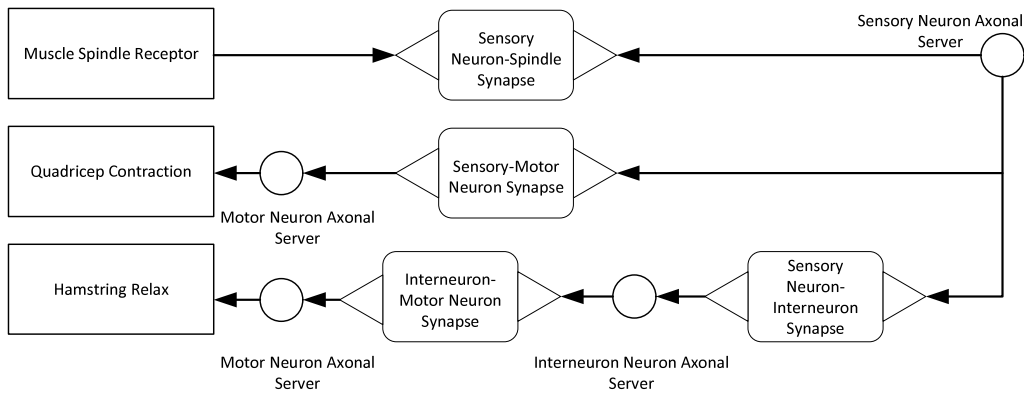 Muscle Spindle Receptor
Sensory
Neuron-Spindle
Synapse
Sensory Neuron Axonal
Server
Quadricep Contraction
Motor Neuron Axonal
Server
Sensory-Motor
Neuron Synapse
Hamstring Relax
Motor Neuron Axonal
Server
Interneuron-
Motor Neuron
Synapse
Interneuron Neuron Axonal
Server
Sensory
Neuron-
Interneuron
Synapse